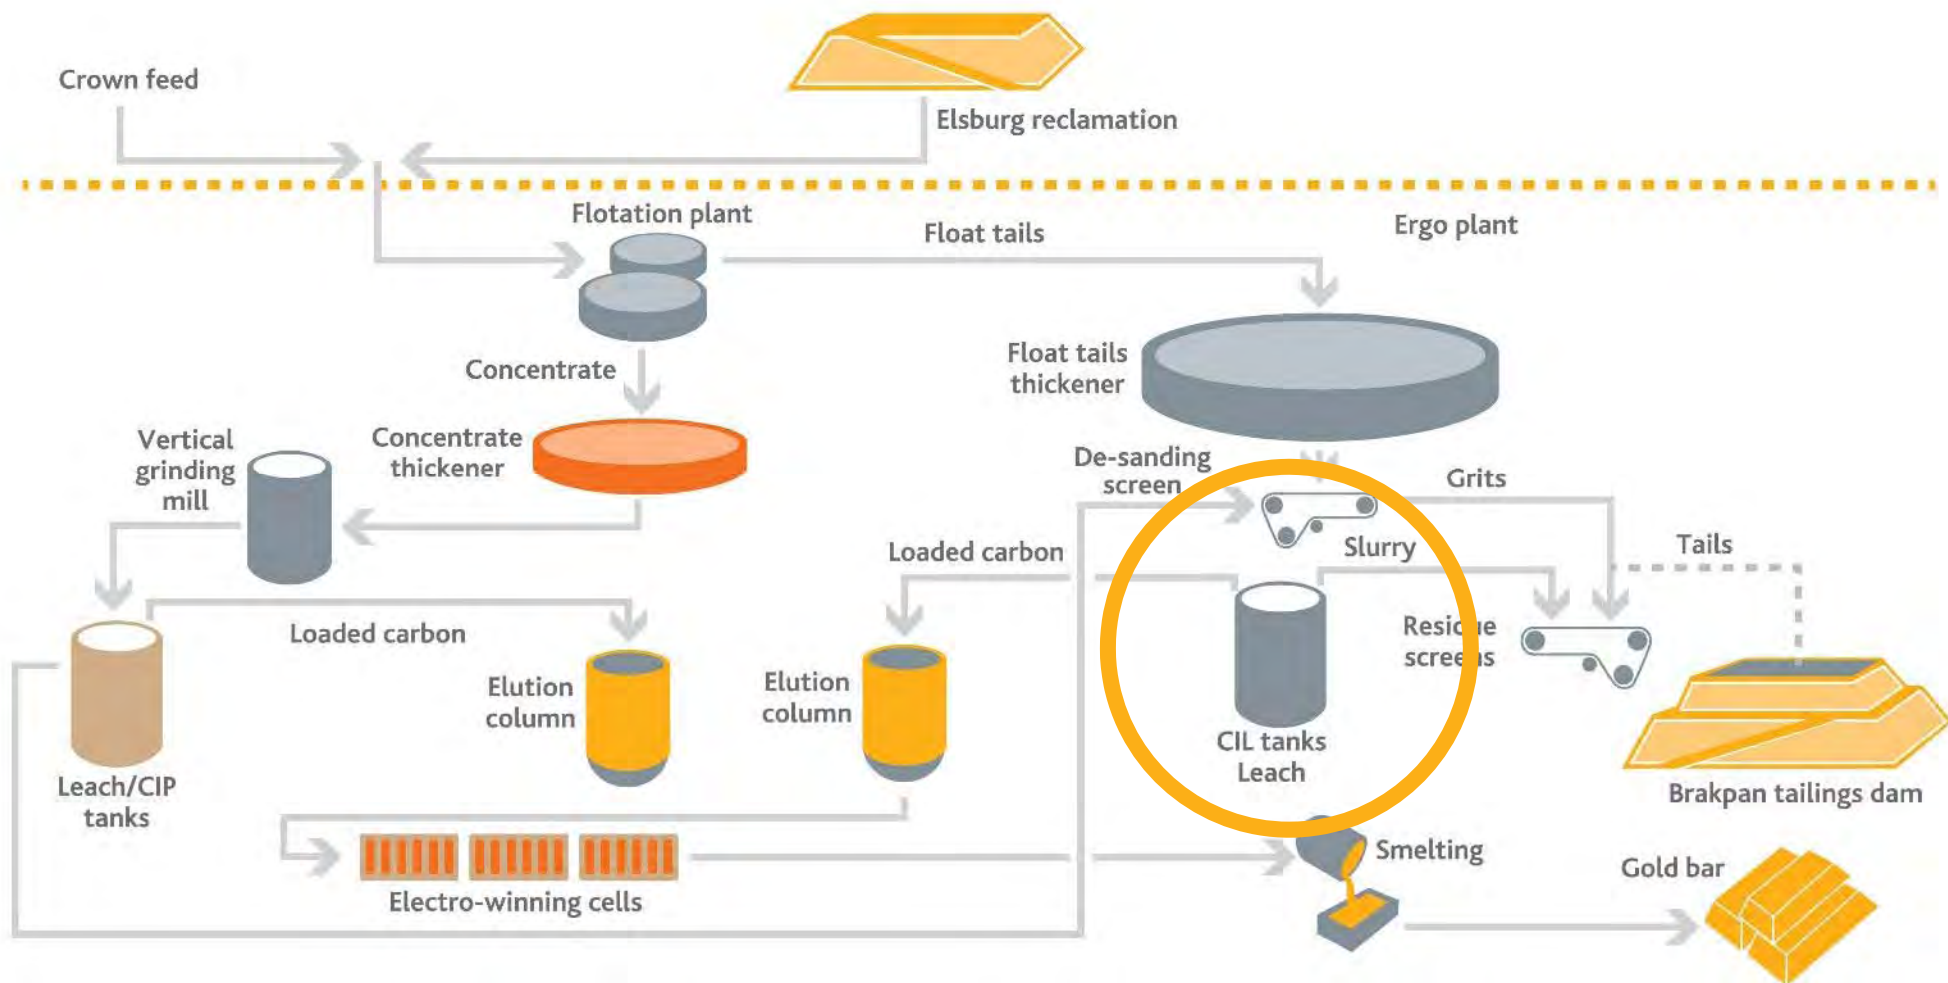 Crown feed
Elsburg reclamation
Flotation plant
Float tails
Ergo plant
Concentrate
Float tails
thickener
Vertical
grinding
mill
Concentrate
thickener
De-sanding
screen
Grits
Loaded carbon
Slurry
Tails
Loaded carbon
Residue
screens
Elution
column
Elution
column
CIL tanks
Leach
Leach/CIP
tanks
Brakpan tailings dam
Smelting
Gold bar
Electro-winning cells